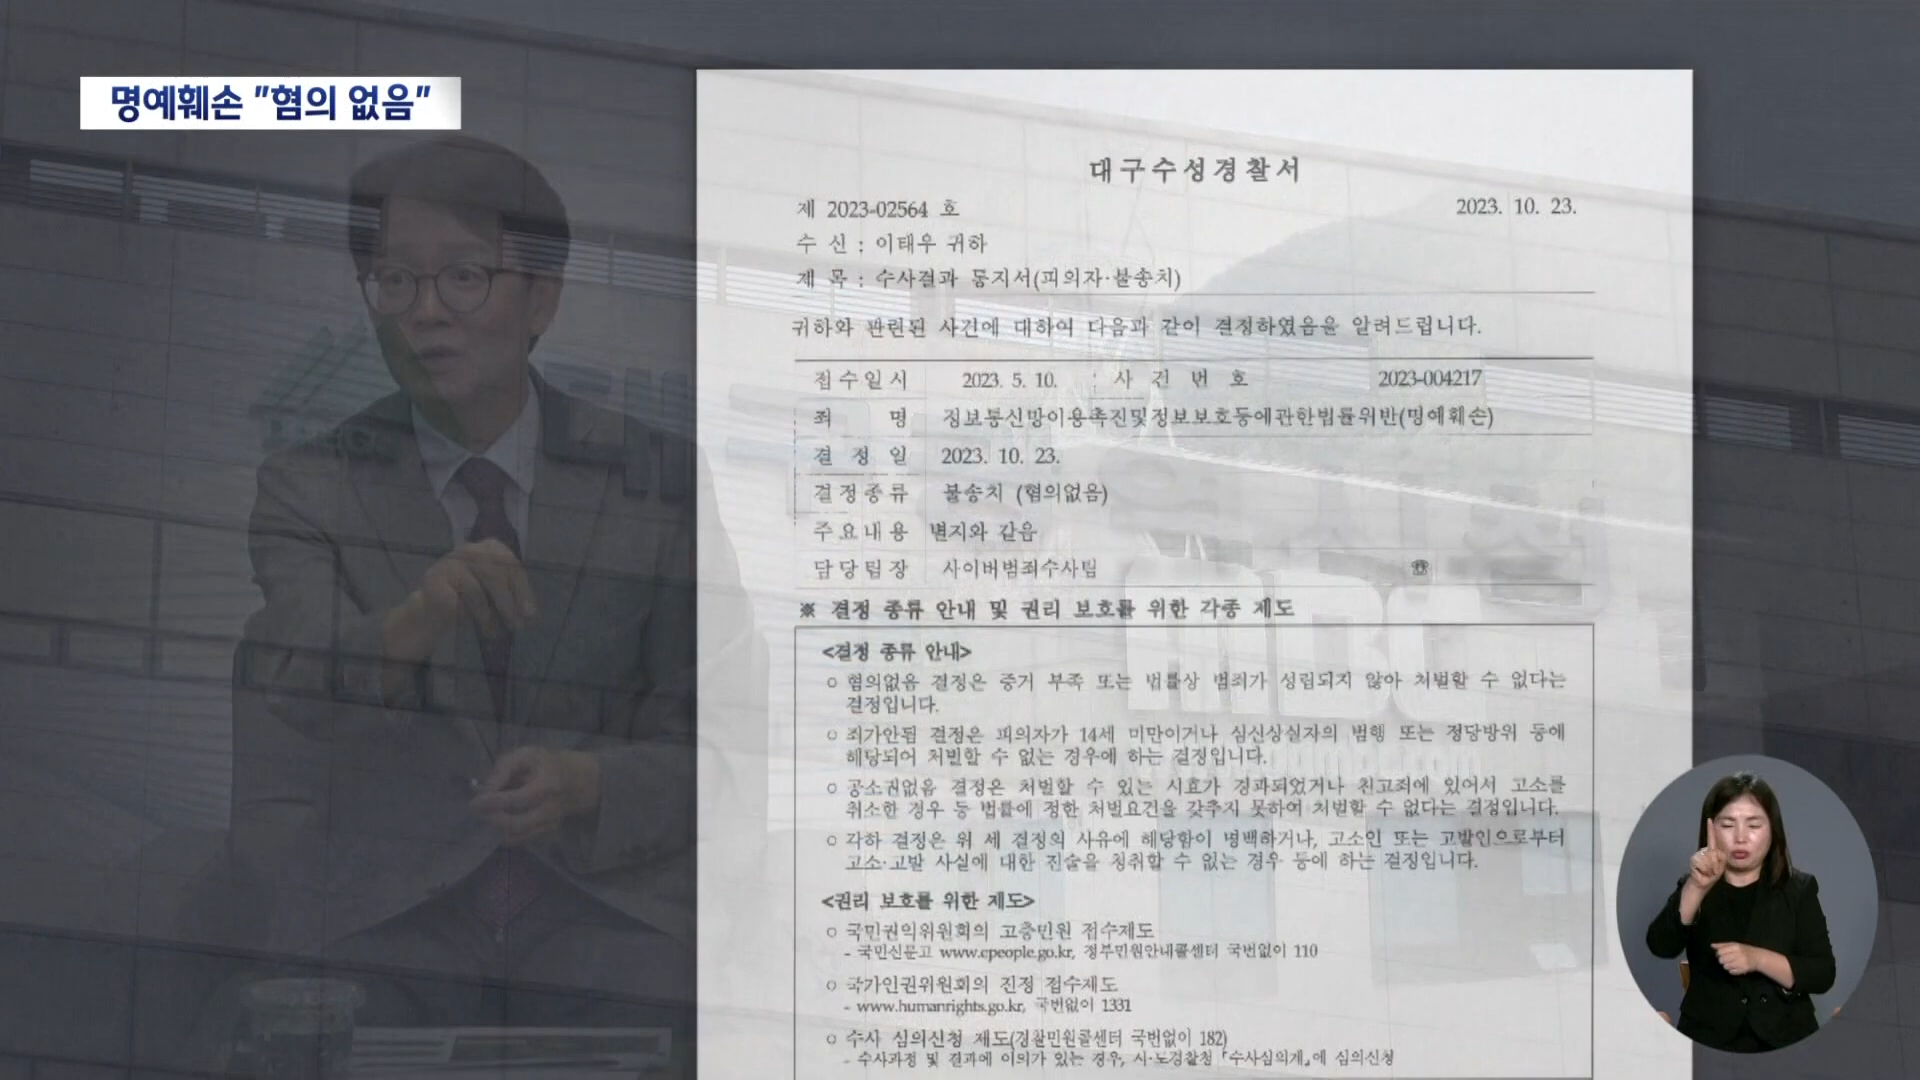 명예훼손 "혐의 없음"
대구수성경찰서
제 2023-02564 호
2023. 10. 23.
수 신 : 이태우 귀하
제 목 : 수사결과 통지서(피의자·불송치)
귀하와 관련된 사건에 대하여 다음과 같이 결정하였음을 알려드립니다.
접수일시 2023. 5. 10. 사 건 번 호 2023-004217
죄 명 정보통신망이용촉진및정보보호등에관한법률위반(명예훼손)
결 정 일 2023. 10. 23.
결정종류 불송치 (혐의없음)
주요내용 별지와 같음
담당팀장 사이버범죄수사팀 ☎
※ 결정 종류 안내 및 권리 보호를 위한 각종 제도
<결정 종류 안내>
○ 혐의없음 결정은 증거 부족 또는 법률상 범죄가 성립되지 않아 처벌할 수 없다는
결정입니다.
○ 죄가안됨 결정은 피의자가 14세 미만이거나 심신상실자의 범행 또는 정당방위 등에
해당되어 처벌할 수 없는 경우에 하는 결정입니다.
○ 공소권없음 결정은 처벌할 수 있는 시효가 경과되었거나 친고죄에 있어서 고소를
취소한 경우 등 법률에 정한 처벌요건을 갖추지 못하여 처벌할 수 없다는 결정입니다.
○ 각하 결정은 위 세 결정의 사유에 해당함이 명백하거나, 고소인 또는 고발인으로부터
고소·고발 사실에 대한 진술을 청취할 수 없는 경우 등에 하는 결정입니다.
<권리 보호를 위한 제도>
○ 국민권익위원회의 고충민원 접수제도
- 국민신문고 www.epeople.go.kr, 정부민원안내콜센터 국번없이 110
○ 국가인권위원회의 진정 접수제도
- www.humanrights.go.kr, 국번없이 1331
○ 수사 심의신청 제도(경찰민원콜센터 국번없이 182)
- 수사과정 및 결과에 이의가 있는 경우, 시·도경찰청 「수사심의계」에 심의신청
MBC